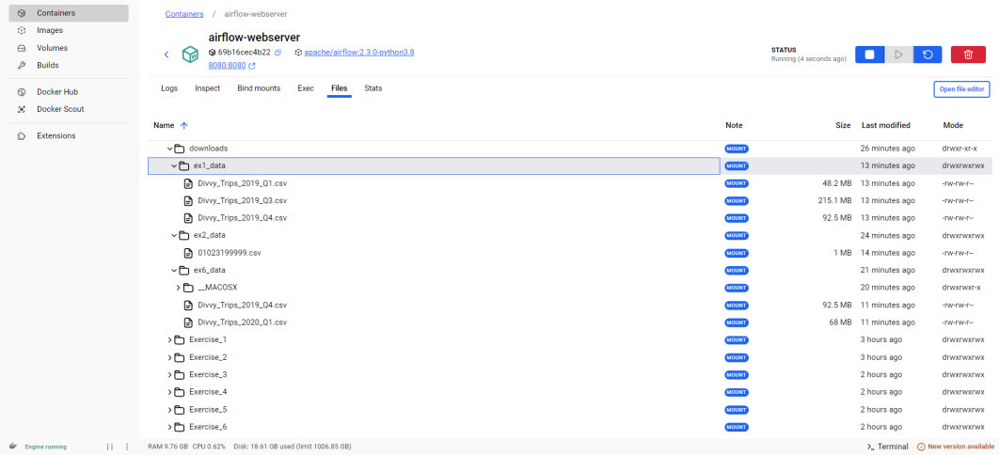 Containers
Images
Volumes
Builds
Docker Hub
Docker Scout
Extensions
Containers / airflow-webserver
airflow-webserver
69b16cec4b22 apache/airflow:2.3.0-python3.8
8080:8080
STATUS
Running (4 seconds ago)
Logs Inspect Bind mounts Exec Files Stats
Open file editor
Name Note Size Last modified Mode
downloads MOUNT 26 minutes ago drwxr-xr-x
ex1_data MOUNT 13 minutes ago drwxrwxrwx
Divvy_Trips_2019_Q1.csv MOUNT 48.2 MB 13 minutes ago -rw-rw-r--
Divvy_Trips_2019_Q3.csv MOUNT 215.1 MB 13 minutes ago -rw-rw-r--
Divvy_Trips_2019_Q4.csv MOUNT 92.5 MB 13 minutes ago -rw-rw-r--
ex2_data MOUNT 24 minutes ago drwxrwxrwx
01023199999.csv MOUNT 1 MB 14 minutes ago -rw-rw-r--
ex6_data MOUNT 21 minutes ago drwxrwxrwx
__MACOSX MOUNT 20 minutes ago drwxrwxr-x
Divvy_Trips_2019_Q4.csv MOUNT 92.5 MB 11 minutes ago -rw-rw-r--
Divvy_Trips_2020_Q1.csv MOUNT 68 MB 11 minutes ago -rw-rw-r--
Exercise_1 MOUNT 3 hours ago drwxrwxrwx
Exercise_2 MOUNT 3 hours ago drwxrwxrwx
Exercise_3 MOUNT 2 hours ago drwxrwxrwx
Exercise_4 MOUNT 2 hours ago drwxrwxrwx
Exercise_5 MOUNT 2 hours ago drwxrwxrwx
Exercise_6 MOUNT 2 hours ago drwxrwxrwx
Engine running RAM 9.76 GB CPU 0.62% Disk: 18.61 GB used (limit 1006.85 GB) >_ Terminal New version available